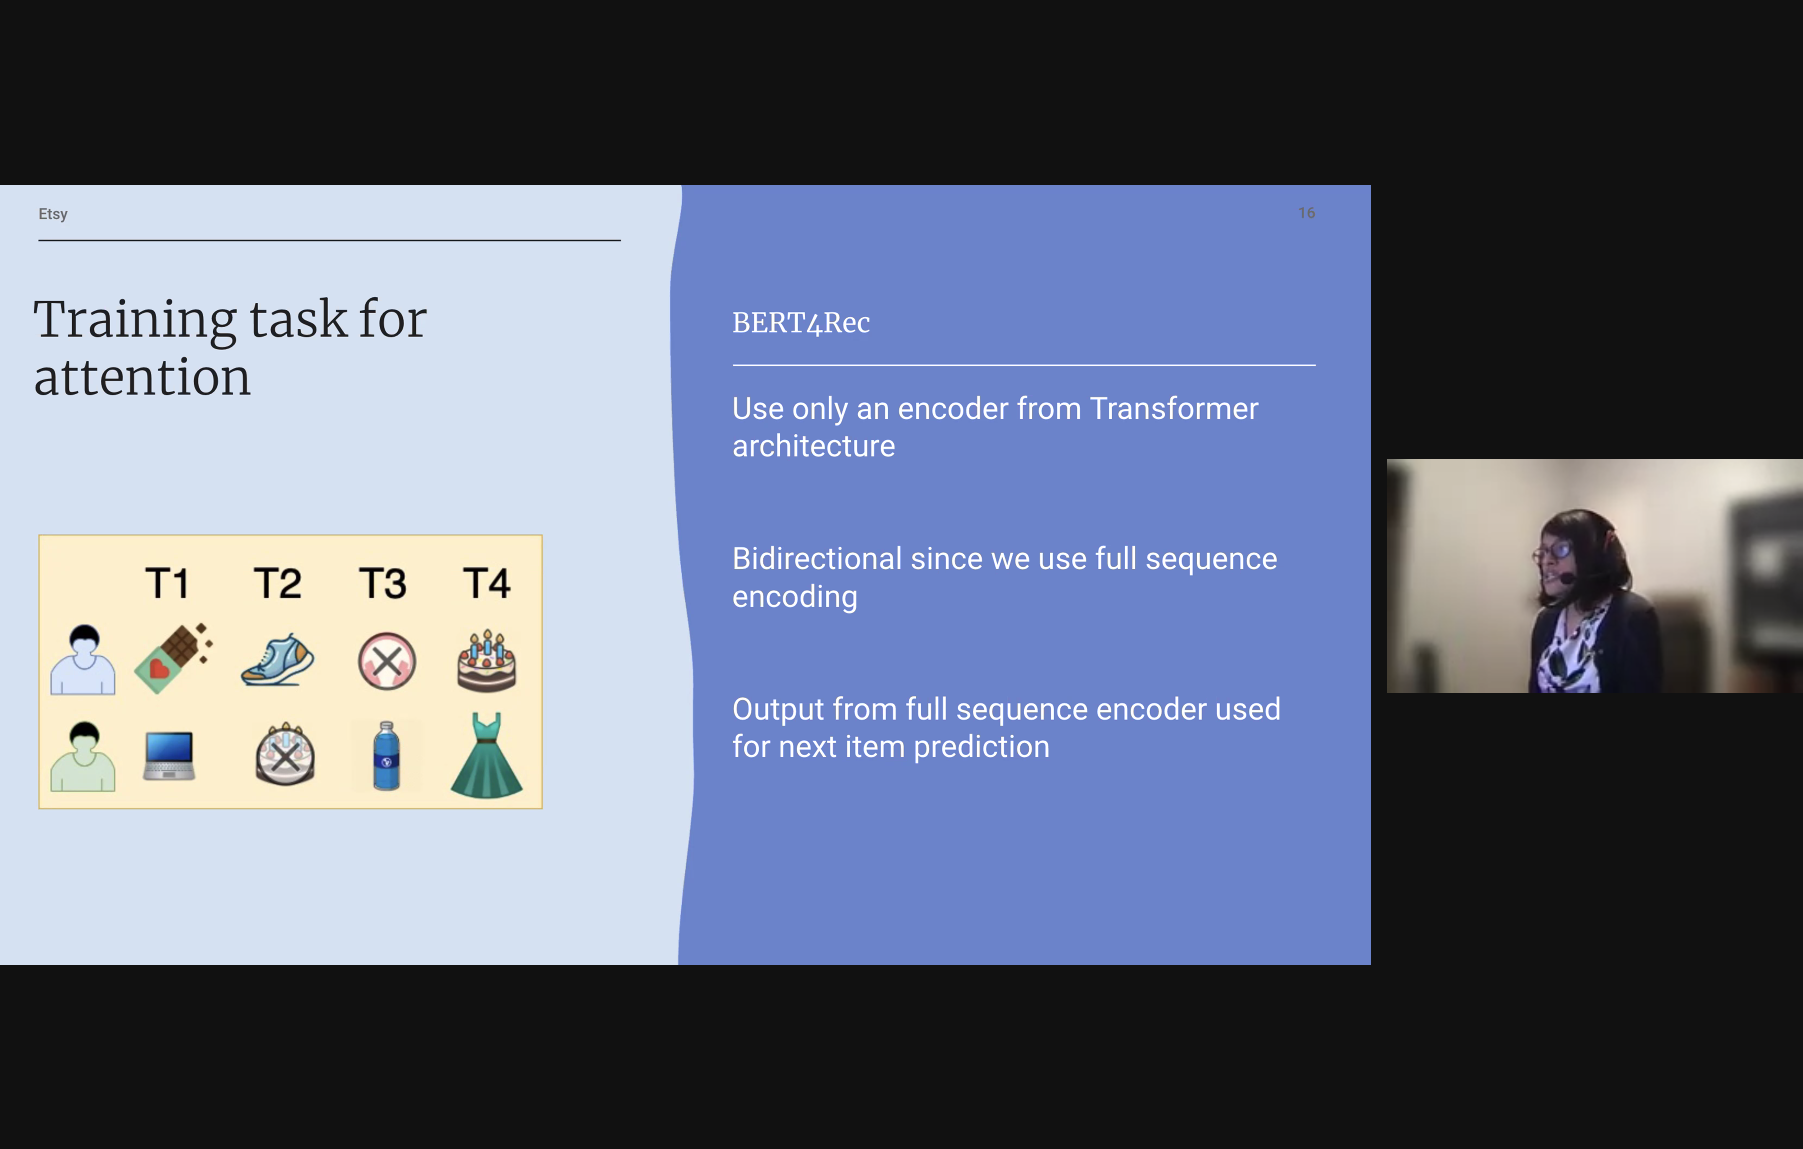 Etsy
16
Training task for
attention
T1 T2 T3 T4
BERT4Rec
Use only an encoder from Transformer
architecture
Bidirectional since we use full sequence
encoding
Output from full sequence encoder used
for next item prediction